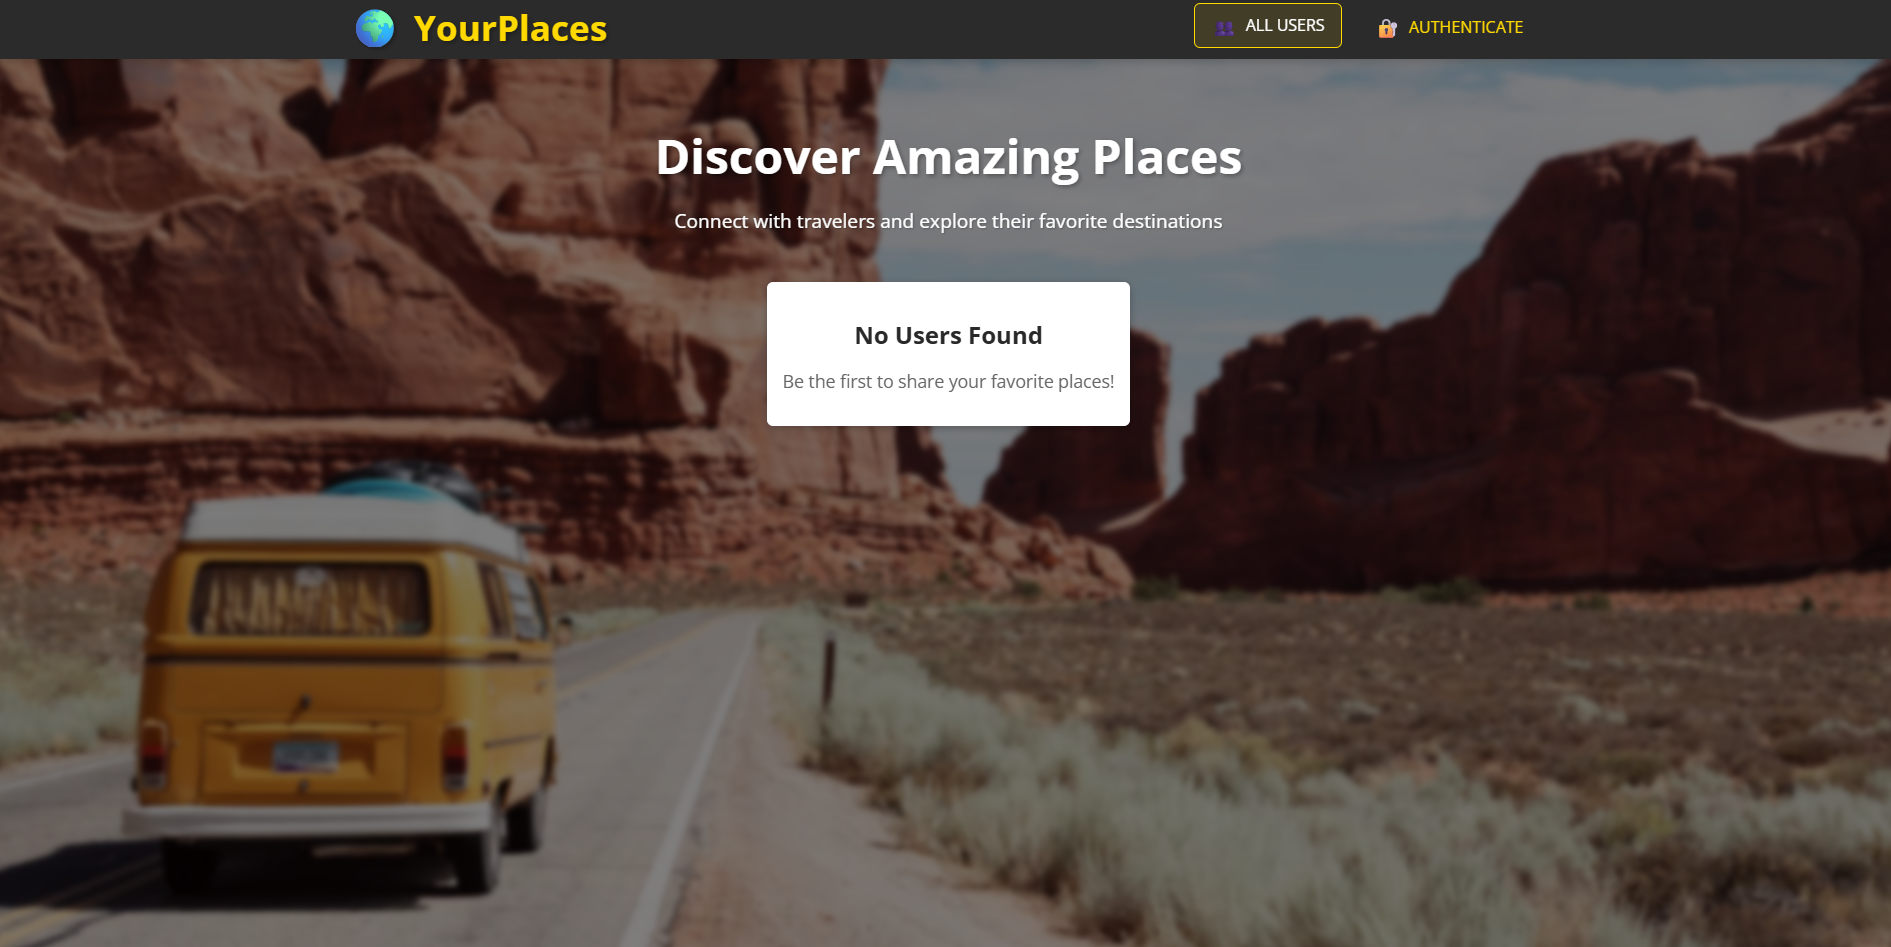 YourPlaces
ALL USERS
AUTHENTICATE
Discover Amazing Places
Connect with travelers and explore their favorite destinations
No Users Found
Be the first to share your favorite places!